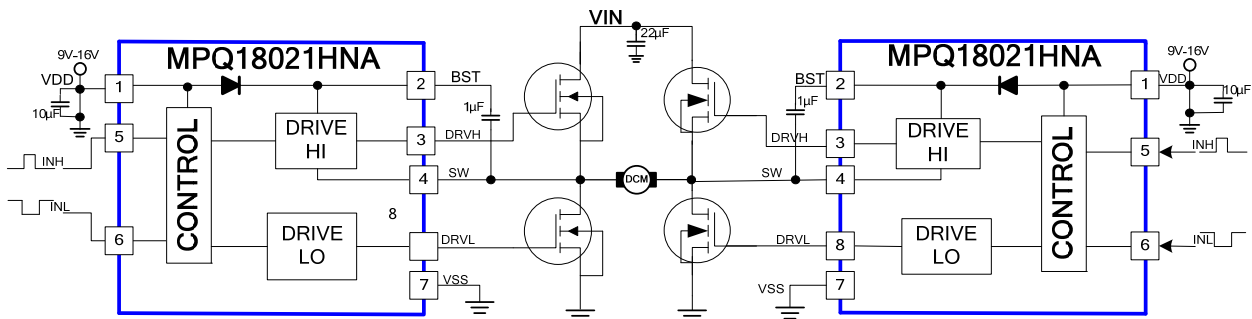 VIN
22μF
MPQ18021HNA
9V-16V
VDD
10μF
1
5
INH
INL
6
CONTROL
DRIVE
HI
DRIVE
LO
2
BST
1μF
3
DRVH
4
SW
8
DRVL
7
VSS
DCM
MPQ18021HNA
9V-16V
VDD
10μF
1
BST
2
1μF
DRVH
3
SW
4
DRVL
8
VSS
7
DRIVE
HI
DRIVE
LO
CONTROL
5
INH
6
INL